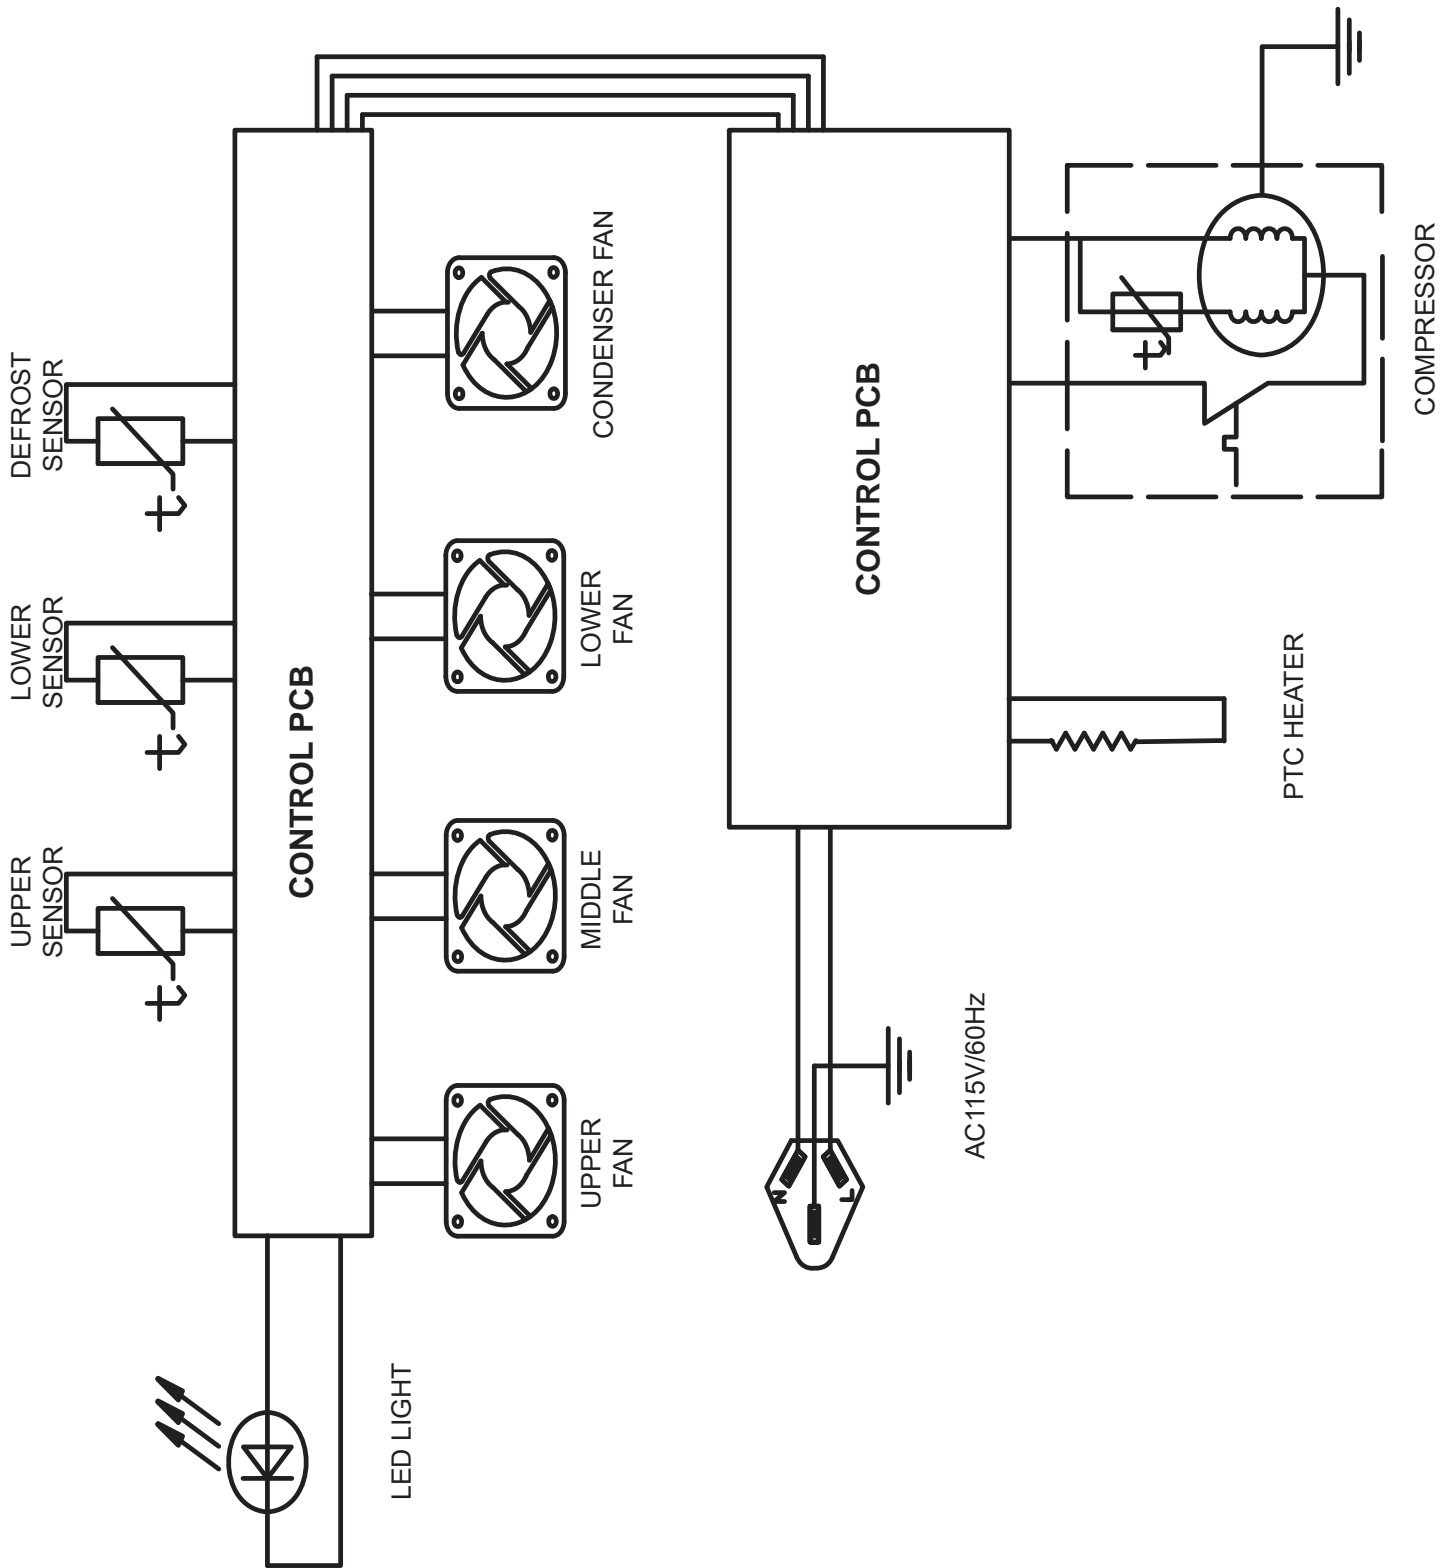 DEFROST
SENSOR
LOWER
SENSOR
UPPER
SENSOR
CONTROL PCB
CONDENSER FAN
LOWER
FAN
MIDDLE
FAN
UPPER
FAN
LED LIGHT
CONTROL PCB
COMPRESSOR
PTC HEATER
AC115V/60Hz
N
L
t
t
t
t